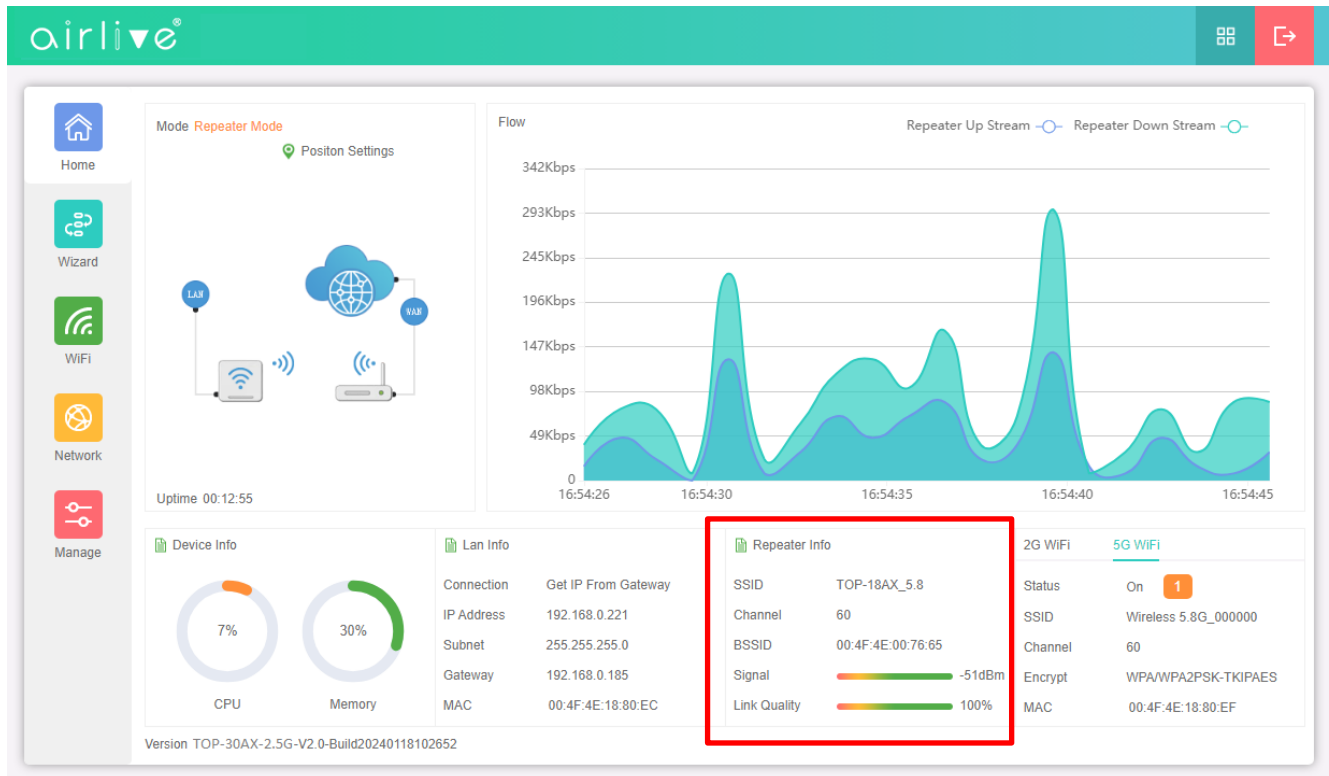 airlive®
Home
Wizard
WiFi
Network
Manage
Mode Repeater Mode
Positon Settings
LAN
WAN
Uptime 00:12:55
Flow
Repeater Up Stream
Repeater Down Stream
342Kbps
293Kbps
245Kbps
196Kbps
147Kbps
98Kbps
49Kbps
0
16:54:26 16:54:30 16:54:35 16:54:40 16:54:45
Device Info
7%
30%
CPU
Memory
Lan Info
Connection Get IP From Gateway
IP Address 192.168.0.221
Subnet 255.255.255.0
Gateway 192.168.0.185
MAC 00:4F:4E:18:80:EC
Repeater Info
SSID TOP-18AX_5.8
Channel 60
BSSID 00:4F:4E:00:76:65
Signal -51dBm
Link Quality 100%
2G WiFi 5G WiFi
Status On 1
SSID Wireless 5.8G_000000
Channel 60
Encrypt WPA/WPA2PSK-TKIPAES
MAC 00:4F:4E:18:80:EF
Version TOP-30AX-2.5G-V2.0-Build20240118102652